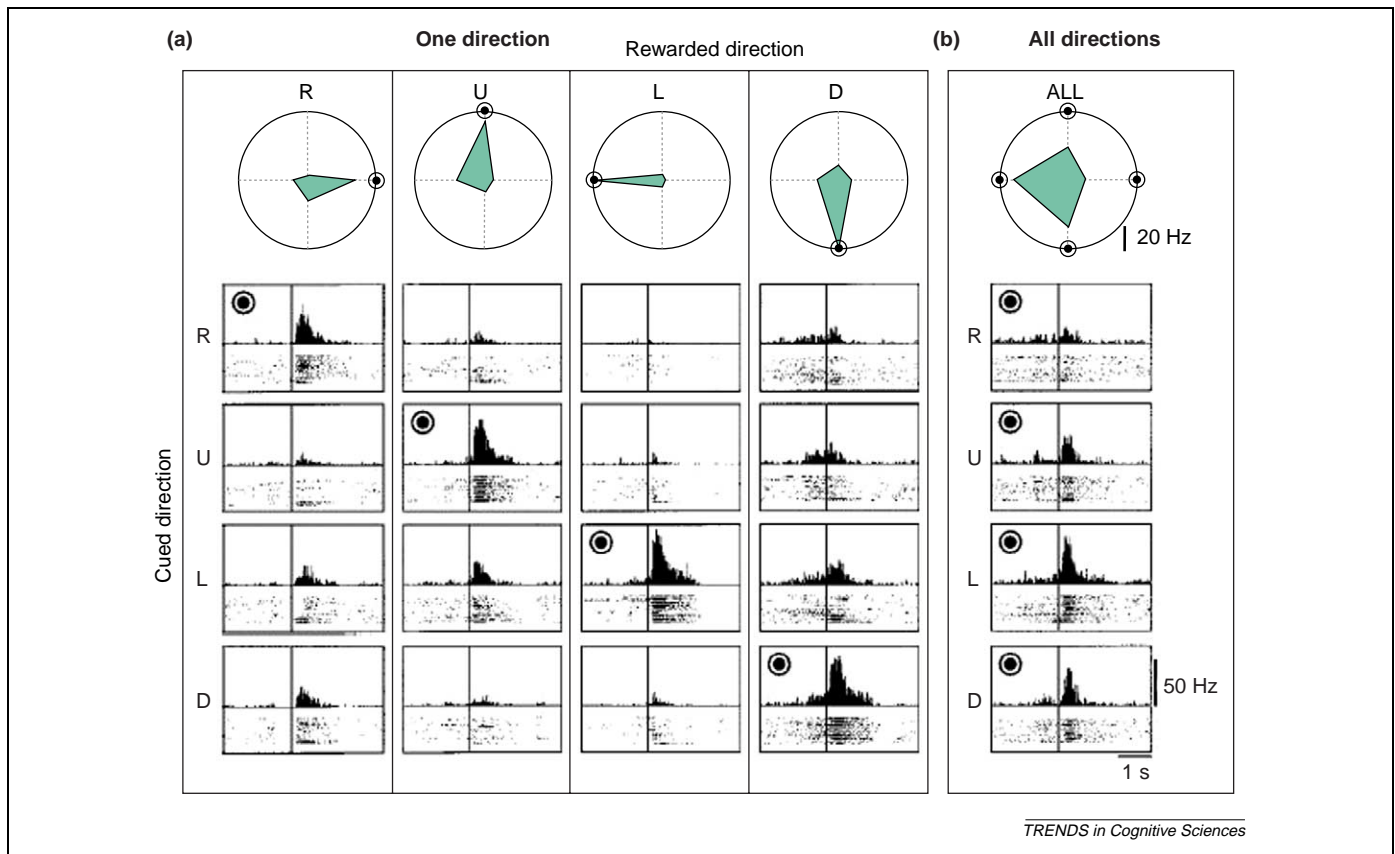 (a) One direction Rewarded direction (b) All directions
R U L D ALL
20 Hz
R R
U U
Cued direction
L L
D D
50 Hz
1 s
TRENDS in Cognitive Sciences